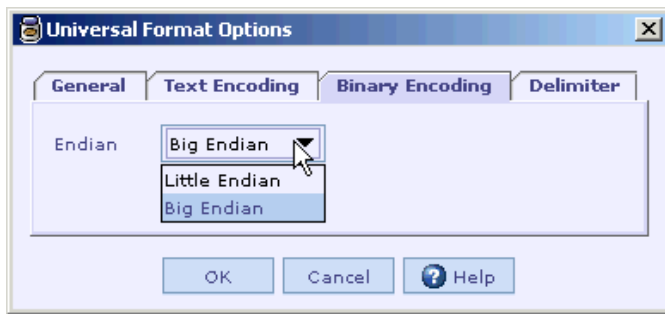 Universal Format Options
General Text Encoding Binary Encoding Delimiter
Endian Big Endian
Little Endian
Big Endian
OK Cancel Help